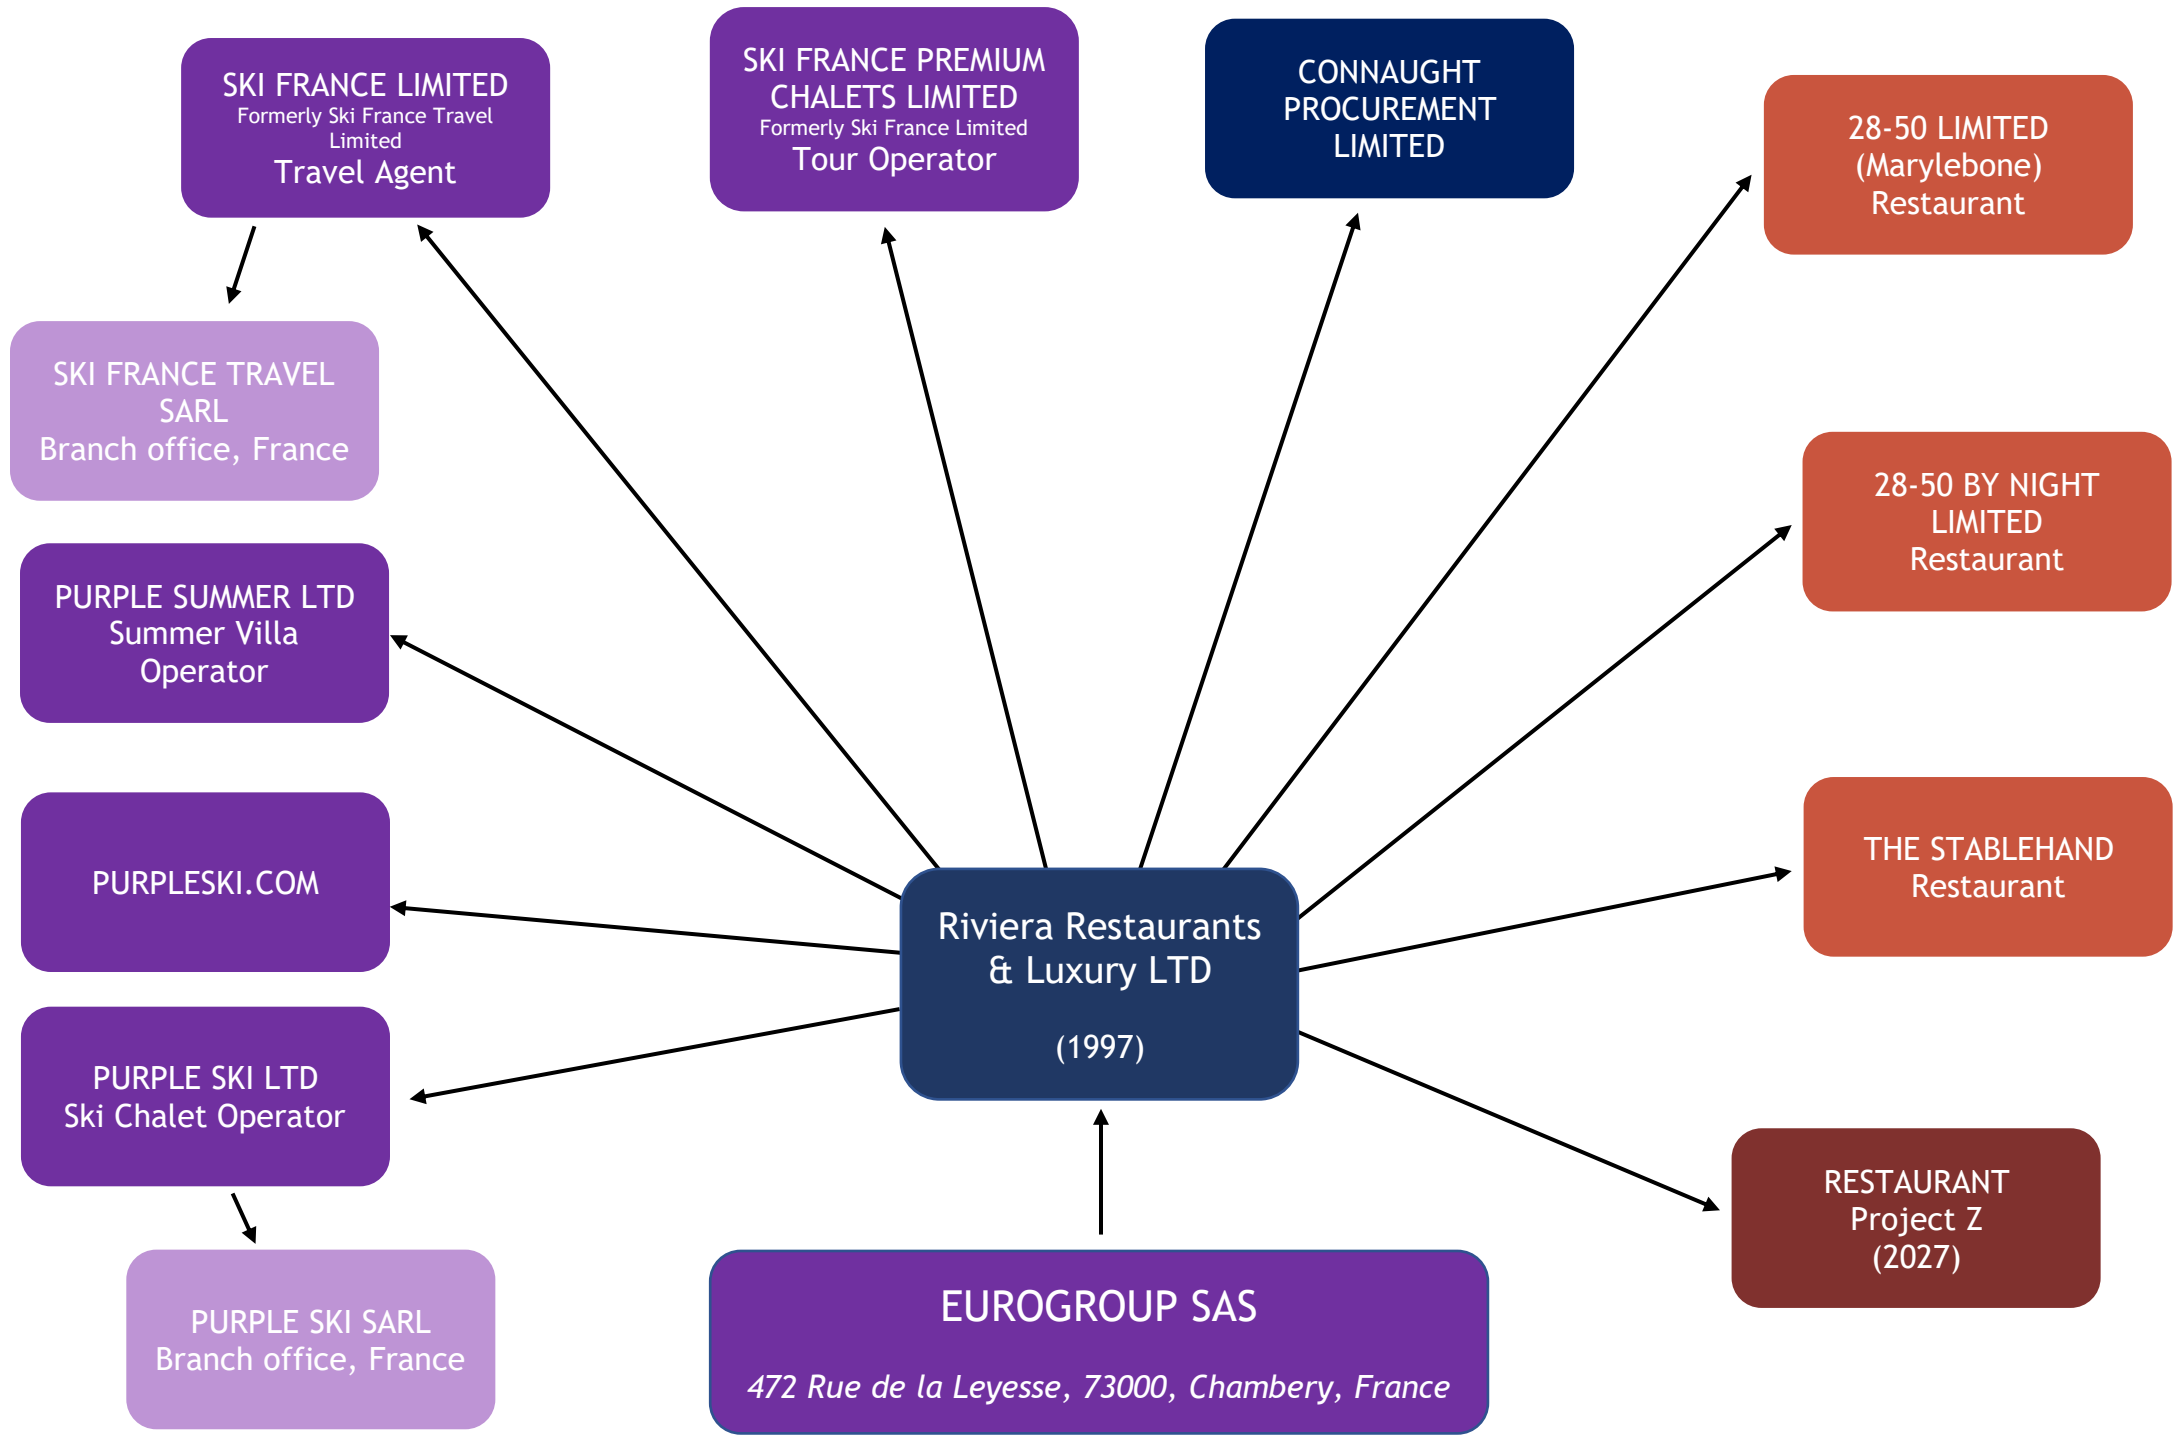 SKI FRANCE LIMITED
Formerly Ski France Travel
Limited
Travel Agent
SKI FRANCE PREMIUM
CHALETS LIMITED
Formerly Ski France Limited
Tour Operator
CONNAUGHT
PROCUREMENT
LIMITED
28-50 LIMITED
(Marylebone)
Restaurant
SKI FRANCE TRAVEL
SARL
Branch office, France
28-50 BY NIGHT
LIMITED
Restaurant
PURPLE SUMMER LTD
Summer Villa
Operator
PURPLESKI.COM
THE STABLEHAND
Restaurant
Riviera Restaurants
& Luxury LTD
(1997)
PURPLE SKI LTD
Ski Chalet Operator
RESTAURANT
Project Z
(2027)
PURPLE SKI SARL
Branch office, France
EUROGROUP SAS
472 Rue de la Leyesse, 73000, Chambery, France